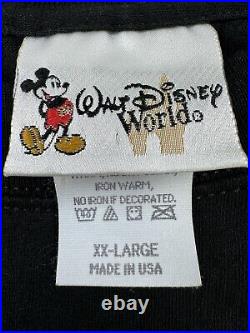 WALT DISNEY
World®
IRON WARM,
NO IRON IF DECORATED.
XX-LARGE
MADE IN USA